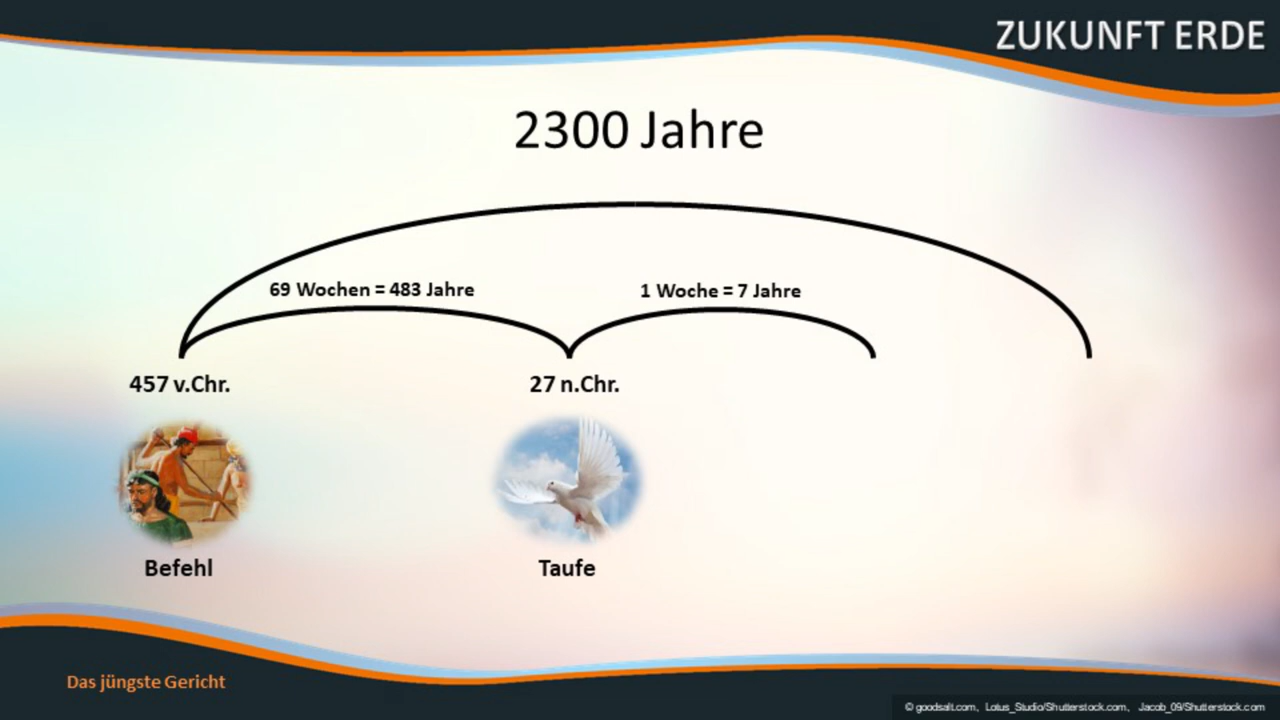 ZUKUNFT ERDE
2300 Jahre
69 Wochen = 483 Jahre
1 Woche = 7 Jahre
457 v.Chr.
27 n.Chr.
Befehl
Taufe
Das jüngste Gericht
© goodsalt.com, Lotus_Studio/Shutterstock.com, Jacob_09/Shutterstock.com